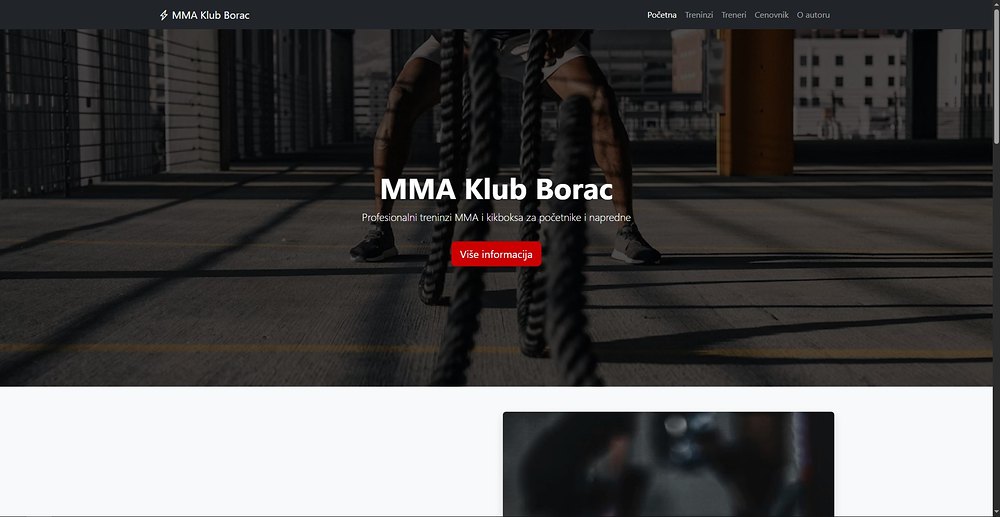 MMA Klub Borac
Početna Treninzi Treneri Cenovnik O autoru
MMA Klub Borac
Profesionalni treninzi MMA i kikboksa za početnike i napredne
Više informacija